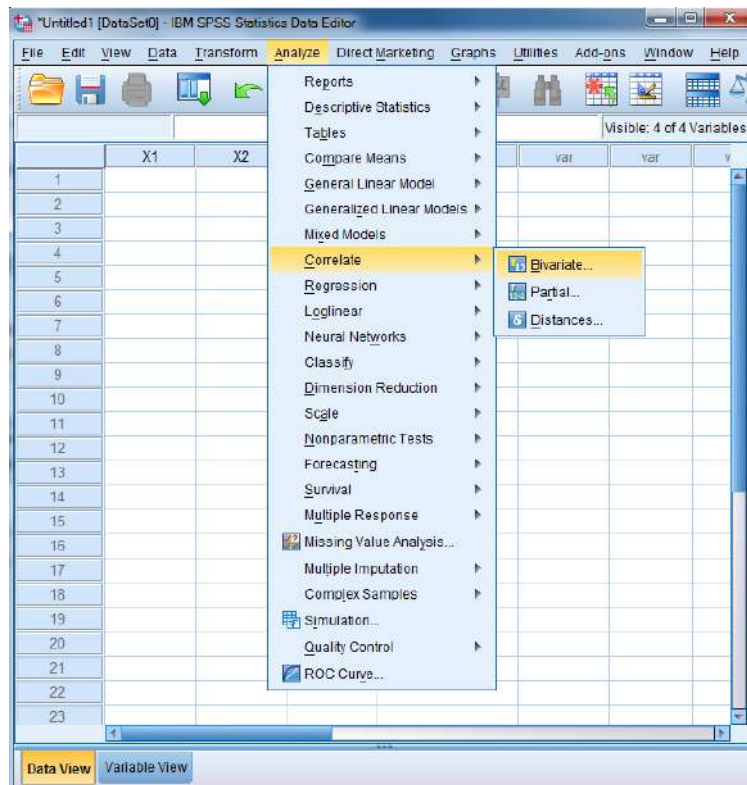 *Untitled1 [DataSet0] - IBM SPSS Statistics Data Editor
File Edit View Data Transform Analyze Direct Marketing Graphs Utilities Add-ons Window Help
Visible: 4 of 4 Variables
X1 X2 var var v
1
2
3
4
5
6
7
8
9
10
11
12
13
14
15
16
17
18
19
20
21
22
23
Reports
Descriptive Statistics
Tables
Compare Means
General Linear Model
Generalized Linear Models
Mixed Models
Correlate
Regression
Loglinear
Neural Networks
Classify
Dimension Reduction
Scale
Nonparametric Tests
Forecasting
Survival
Multiple Response
Missing Value Analysis...
Multiple Imputation
Complex Samples
Simulation...
Quality Control
ROC Curve...
Bivariate...
Partial...
Distances...
Data View Variable View